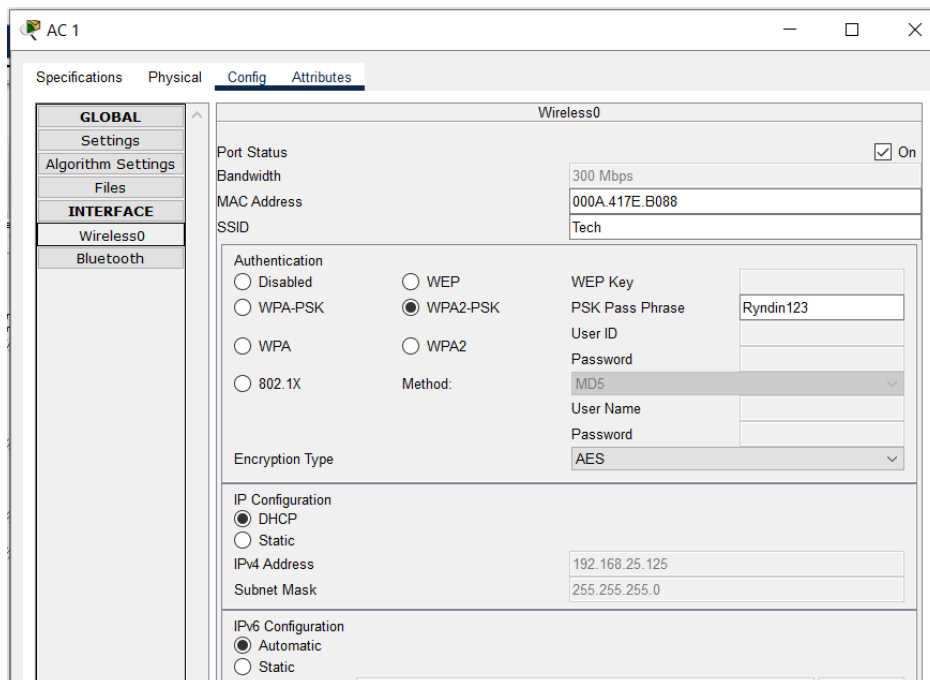 AC 1
Specifications Physical Config Attributes
GLOBAL
Settings
Algorithm Settings
Files
INTERFACE
Wireless0
Bluetooth
Wireless0
Port Status On
Bandwidth 300 Mbps
MAC Address 000A.417E.B088
SSID Tech
Authentication
Disabled WEP WEP Key
WPA-PSK WPA2-PSK PSK Pass Phrase Ryndin123
User ID
WPA WPA2
Password
802.1X Method: MD5
User Name
Password
Encryption Type AES
IP Configuration
DHCP
Static
IPv4 Address 192.168.25.125
Subnet Mask 255.255.255.0
IPv6 Configuration
Automatic
Static